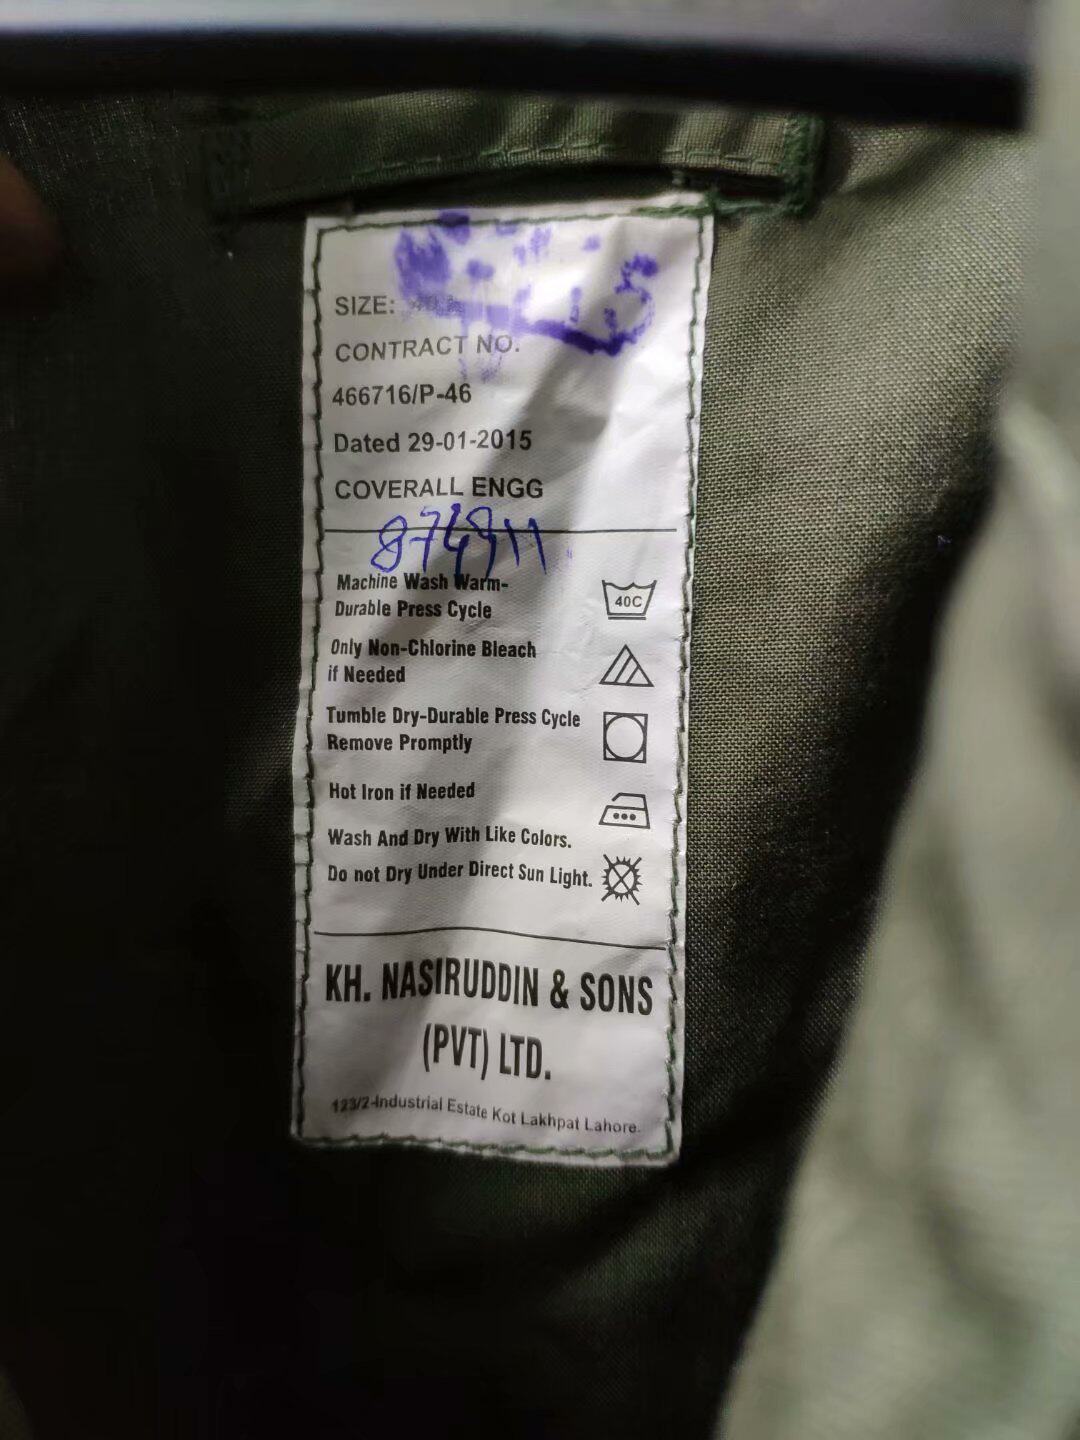 SIZE:
CONTRACT NO.
466716/P-46
Dated 29-01-2015
COVERALL ENGG
Machine Wash Warm-
Durable Press Cycle
40C
Only Non-Chlorine Bleach
if Needed
Tumble Dry-Durable Press Cycle
Remove Promptly
Hot Iron if Needed
Wash And Dry With Like Colors.
Do not Dry Under Direct Sun Light.
KH. NASIRUDDIN & SONS
(PVT) LTD.
123/2-Industrial Estate Kot Lakhpat Lahore.